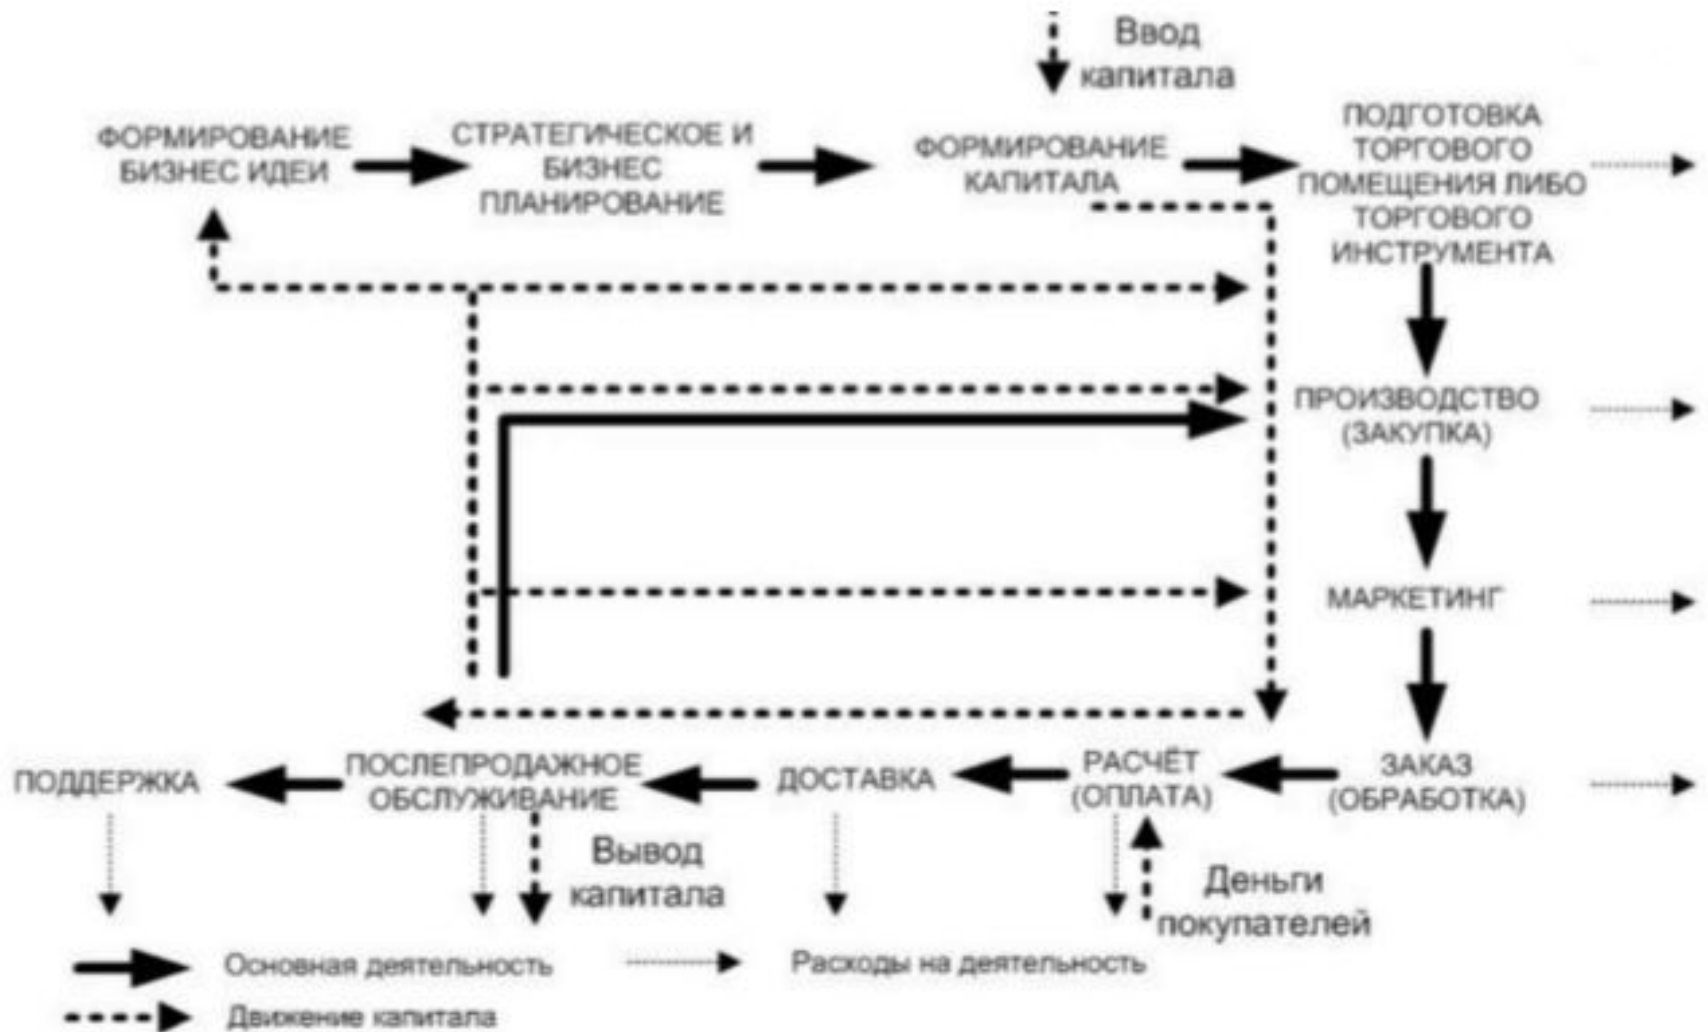 Ввод
капитала
ФОРМИРОВАНИЕ
БИЗНЕС ИДЕИ
СТРАТЕГИЧЕСКОЕ И
БИЗНЕС
ПЛАНИРОВАНИЕ
ФОРМИРОВАНИЕ
КАПИТАЛА
ПОДГОТОВКА
ТОРГОВОГО
ПОМЕЩЕНИЯ ЛИБО
ТОРГОВОГО
ИНСТРУМЕНТА
ПРОИЗВОДСТВО
(ЗАКУПКА)
МАРКЕТИНГ
ПОДДЕРЖКА
ПОСЛЕПРОДАЖНОЕ
ОБСЛУЖИВАНИЕ
ДОСТАВКА
РАСЧЁТ
(ОПЛАТА)
ЗАКАЗ
(ОБРАБОТКА)
Вывод
капитала
Деньги
покупателей
Основная деятельность
Расходы на деятельность
Движение капитала